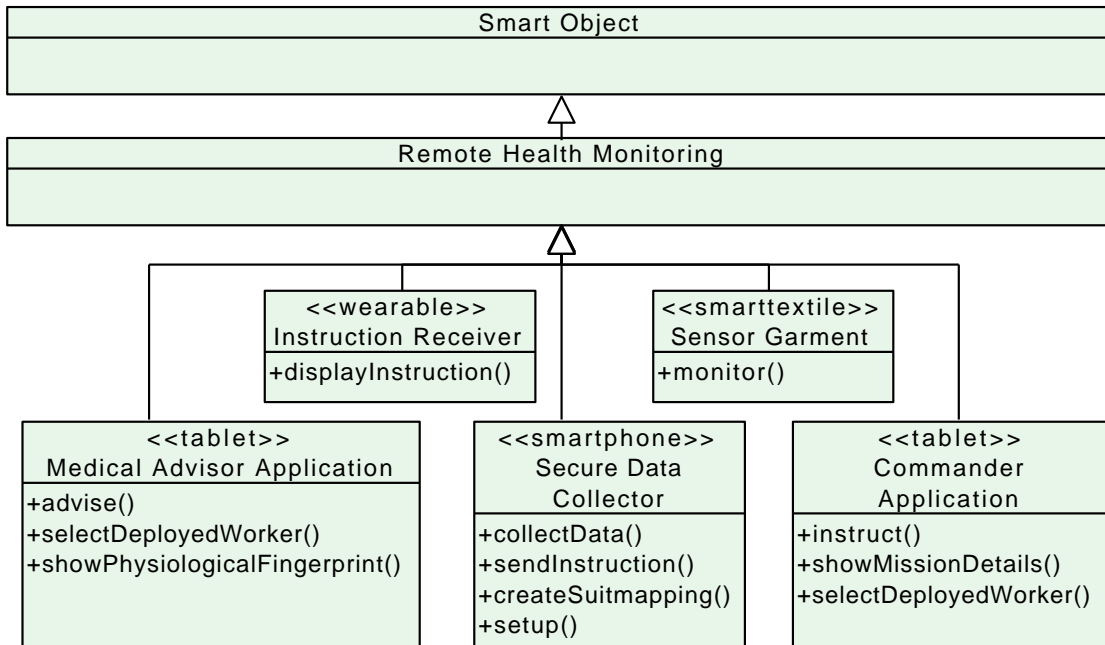 Smart Object
Remote Health Monitoring
<<wearable>>
Instruction Receiver
+displayInstruction()
<<smarttextile>>
Sensor Garment
+monitor()
<<tablet>>
Medical Advisor Application
+advise()
+selectDeployedWorker()
+showPhysiologicalFingerprint()
<<smartphone>>
Secure Data
Collector
+collectData()
+sendInstruction()
+createSuitmapping()
+setup()
<<tablet>>
Commander
Application
+instruct()
+showMissionDetails()
+selectDeployedWorker()